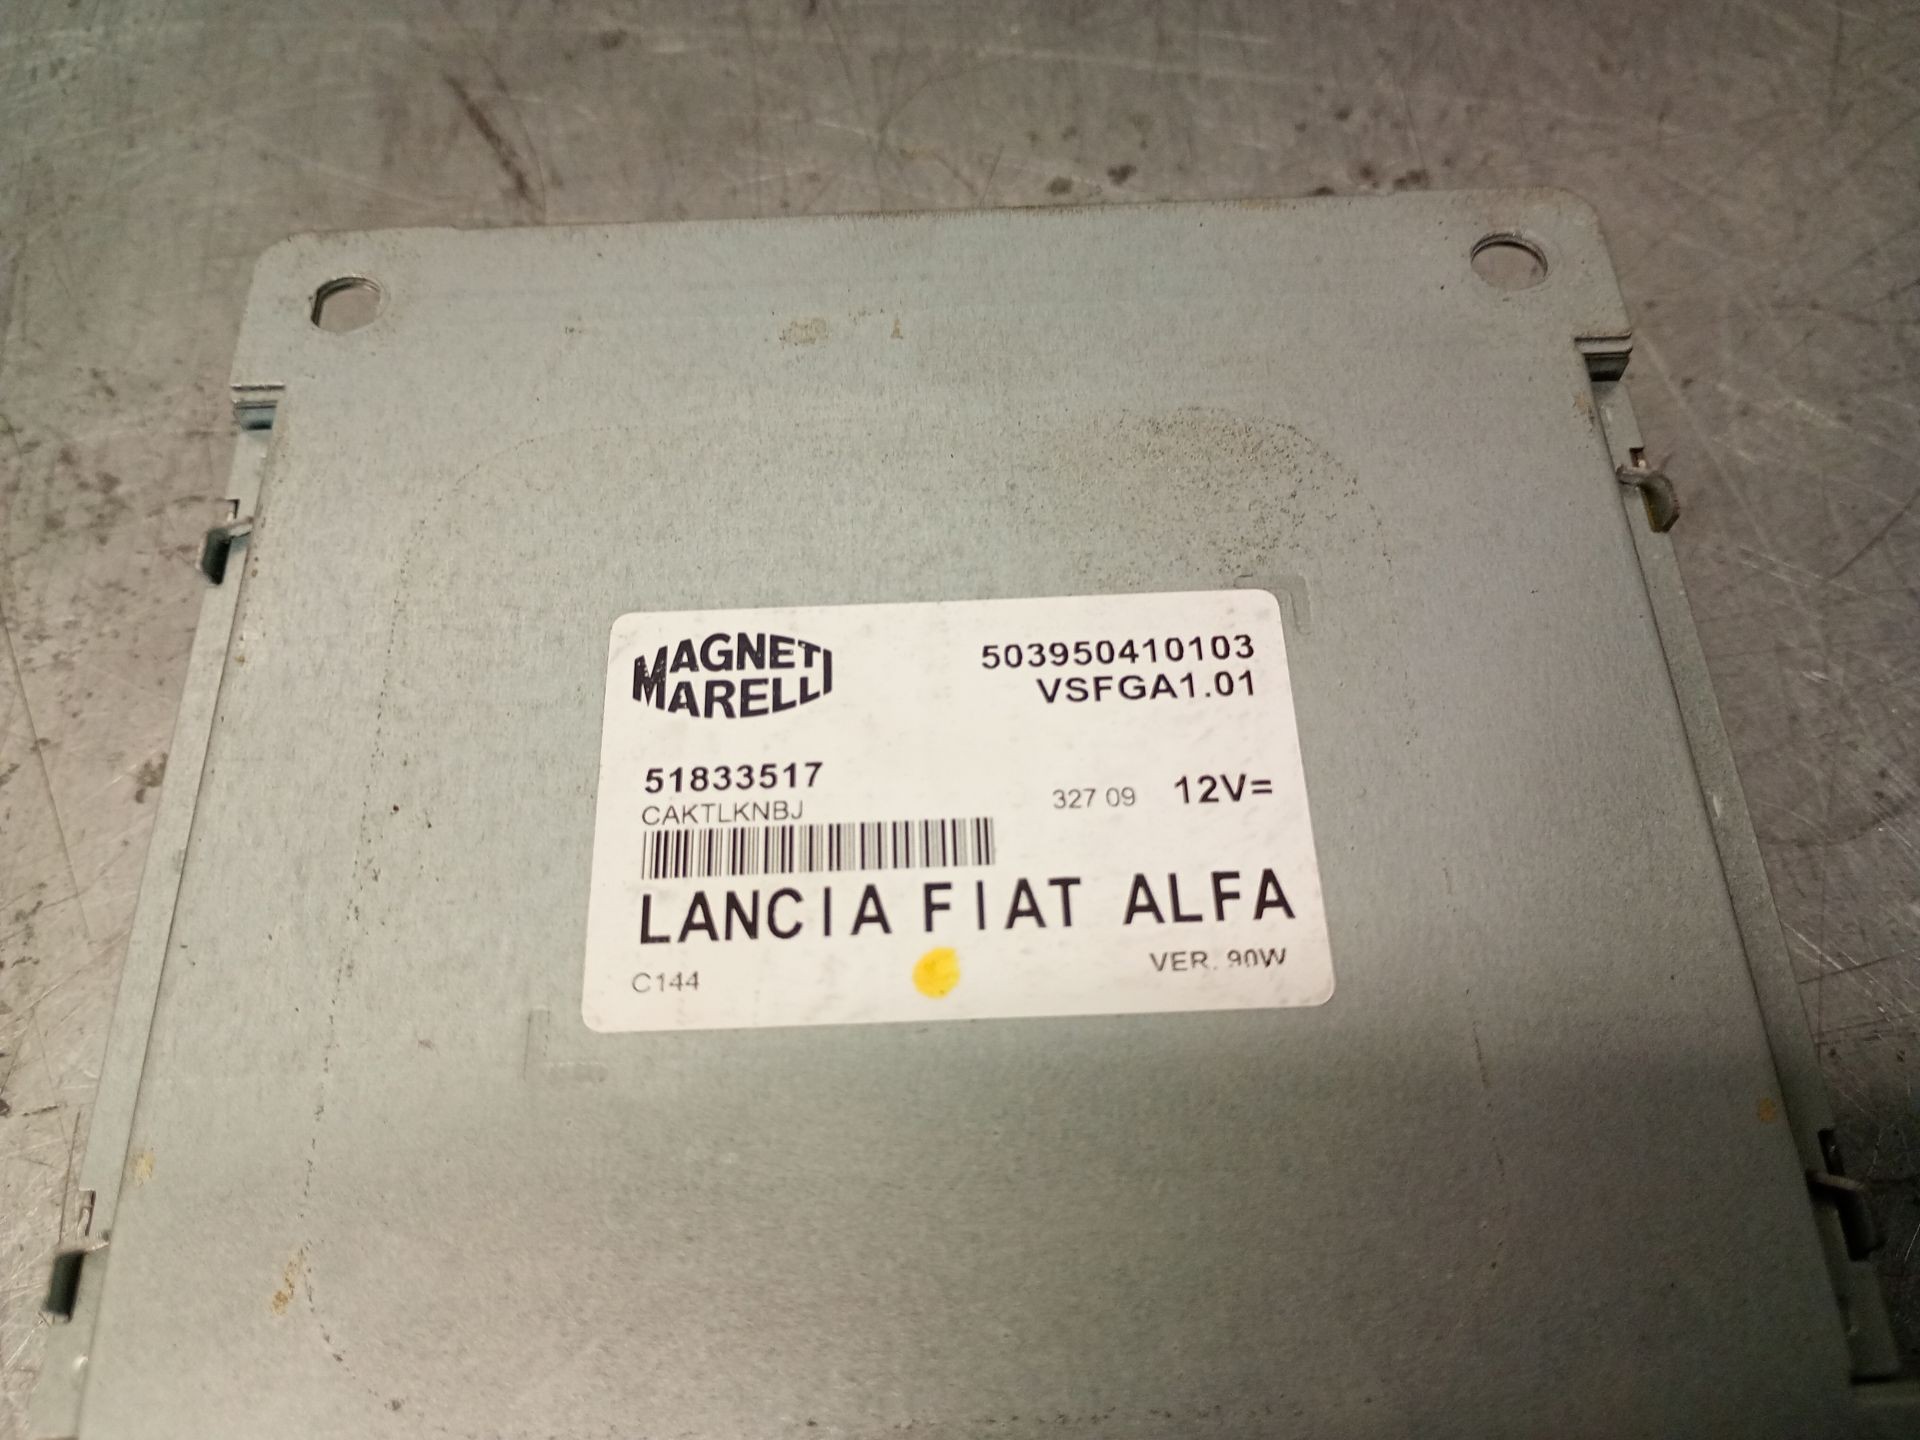 MAGNETI
MARELLI
503950410103
VSFGA1.01
51833517
CAKTLKNBJ
327 09 12V=
LANCIA FIAT ALFA
C144
VER. 90W